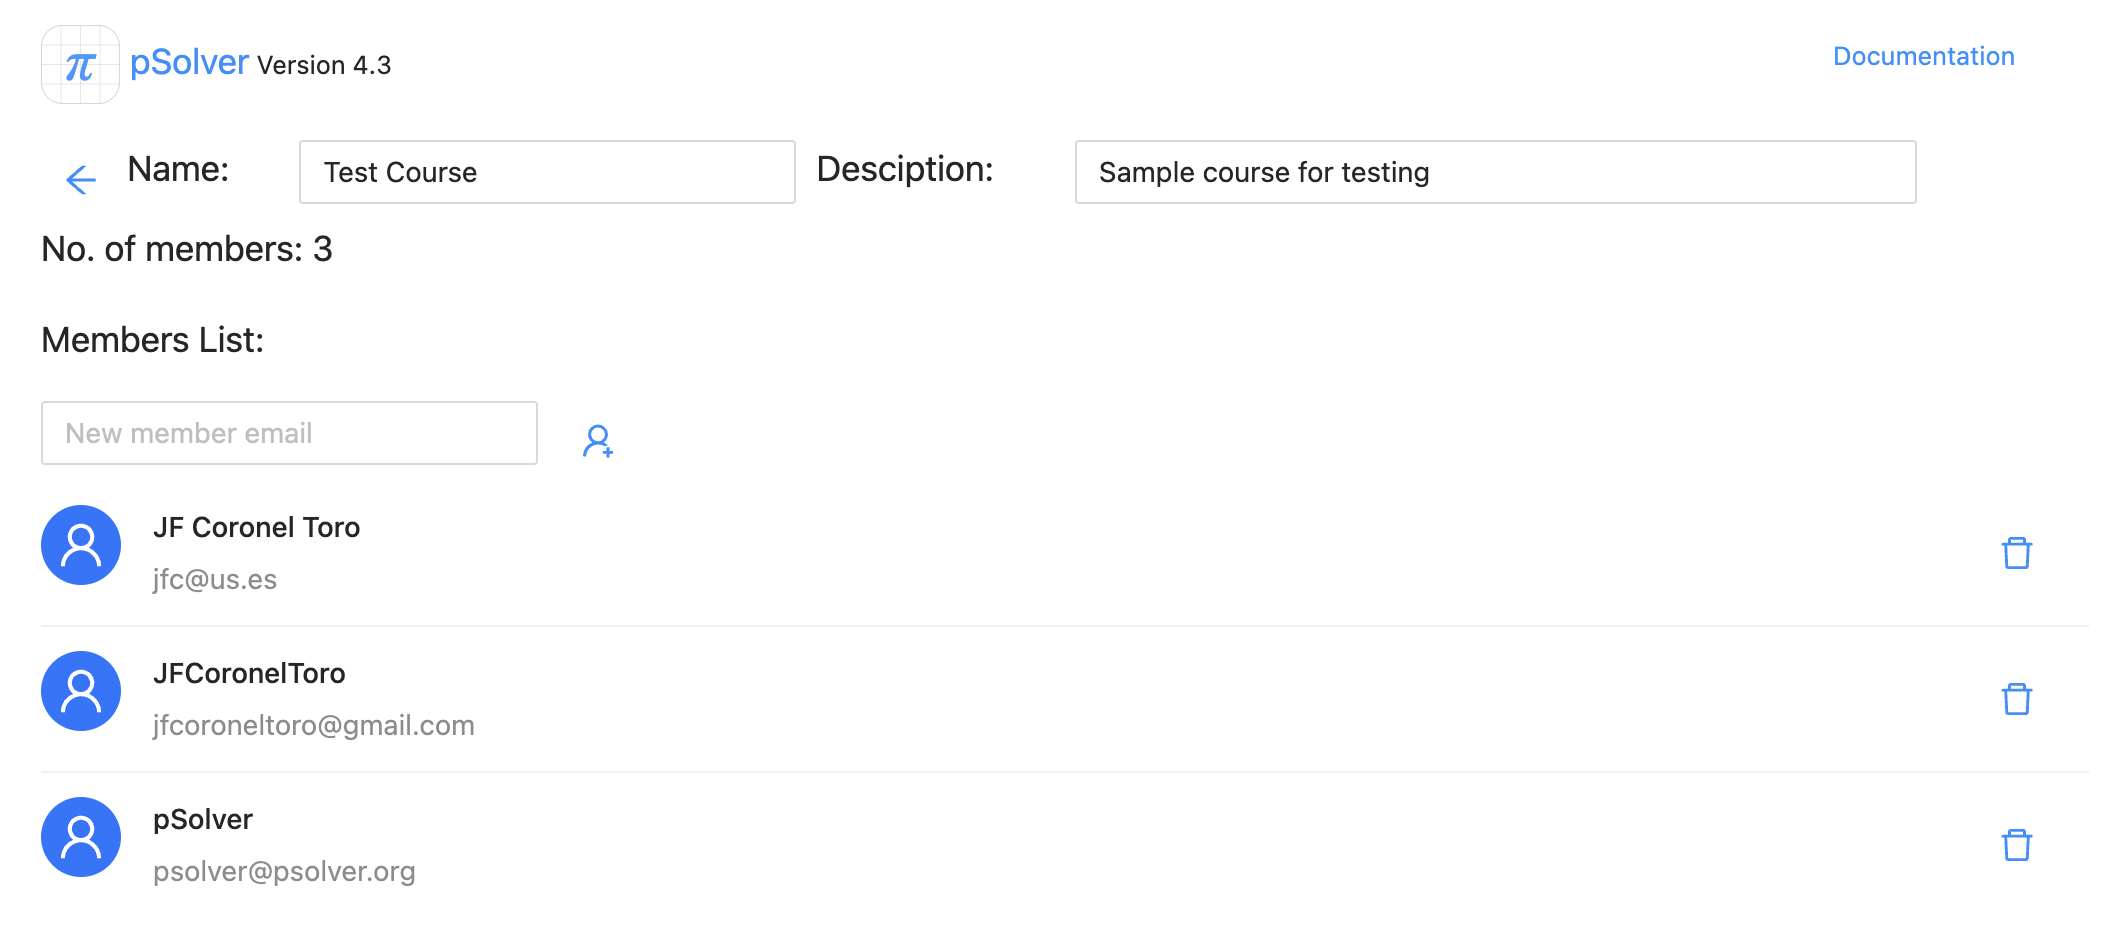 π pSolver Version 4.3
Documentation
Name: Test Course Desciption: Sample course for testing
No. of members: 3
Members List:
New member email
JF Coronel Toro
jfc@us.es
JFCoronelToro
jfcoroneltoro@gmail.com
pSolver
psolver@psolver.org